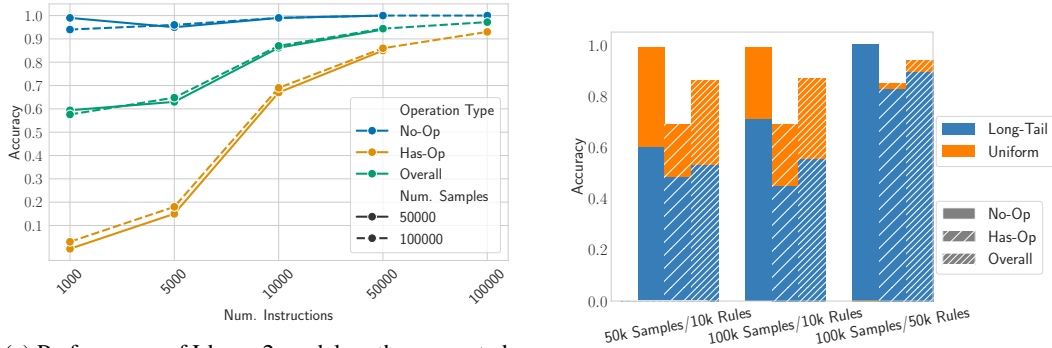 1.0
0.9
0.8
0.7
0.6
0.5
0.4
0.3
0.2
0.1
Accuracy
1000
5000
10000
50000
100000
Num. Instructions
Operation Type
No-Op
Has-Op
Overall
Num. Samples
50000
100000
1.0
0.8
0.6
0.4
0.2
0.0
Accuracy
50k Samples/10k Rules
100k Samples/10k Rules
100k Samples/50k Rules
Long-Tail
Uniform
No-Op
Has-Op
Overall